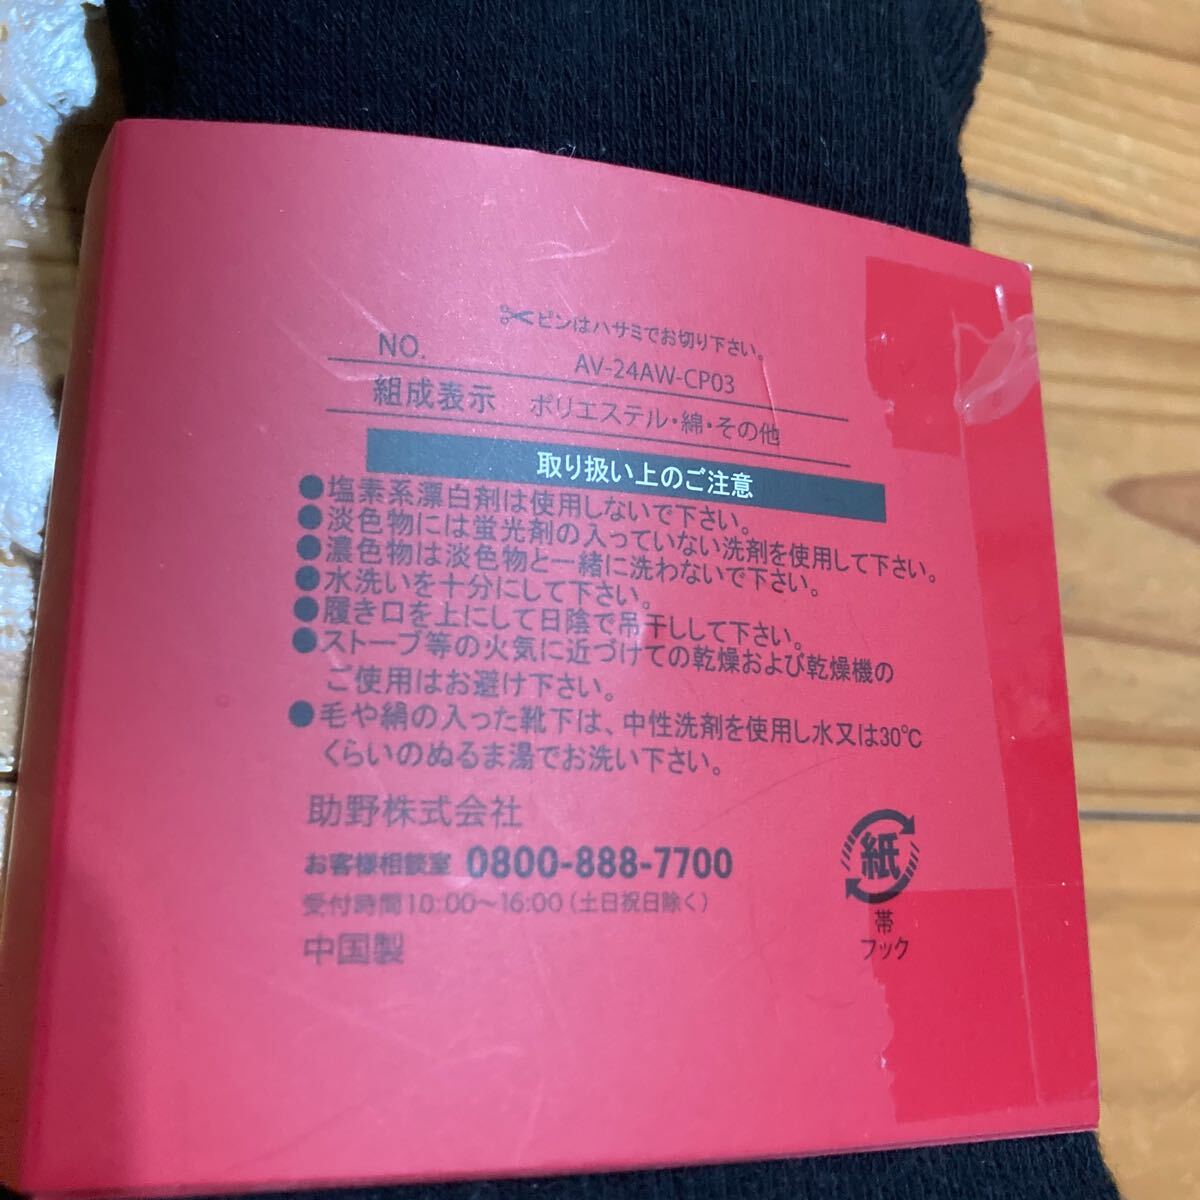 ✂ピンはハサミでお切り下さい。
NO. AV-24AW-CP03
組成表示 ポリエステル・綿・その他
取り扱い上のご注意
●塩素系漂白剤は使用しないで下さい。
●淡色物には蛍光剤の入っていない洗剤を使用して下さい。
●濃色物は淡色物と一緒に洗わないで下さい。
●水洗いを十分にして下さい。
●履き口を上にして日陰で吊干しして下さい。
●ストーブ等の火気に近づけての乾燥および乾燥機の
ご使用はお避け下さい。
●毛や絹の入った靴下は、中性洗剤を使用し水又は30℃
くらいのぬるま湯でお洗い下さい。
助野株式会社
お客様相談室 0800-888-7700
受付時間10:00〜16:00(土日祝日除く)
中国製
紙
帯
フック